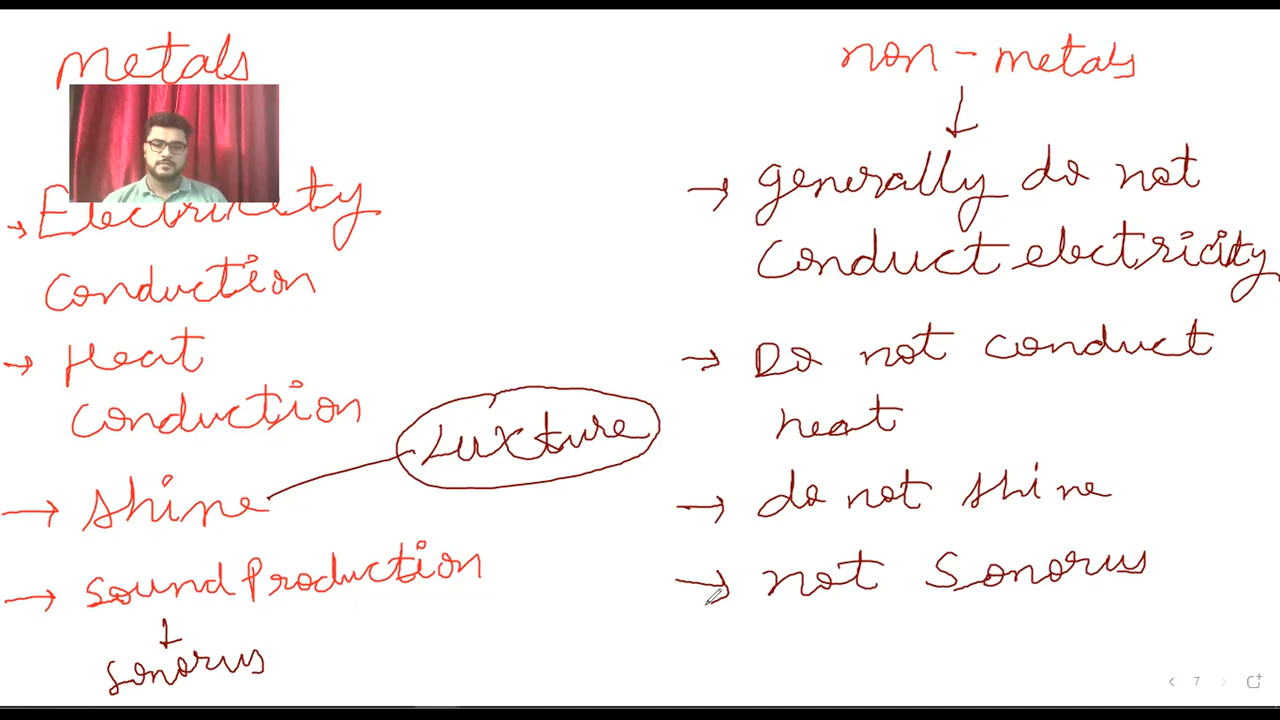 Metals
→ Electricity
Conduction
→ Heat
Conduction
→ Shine
Luxture
→ Sound Production
Sonorus
non - metals
→ generally do not
Conduct electricity
→ Do not conduct
heat
→ do not shine
→ not Sonorus
7